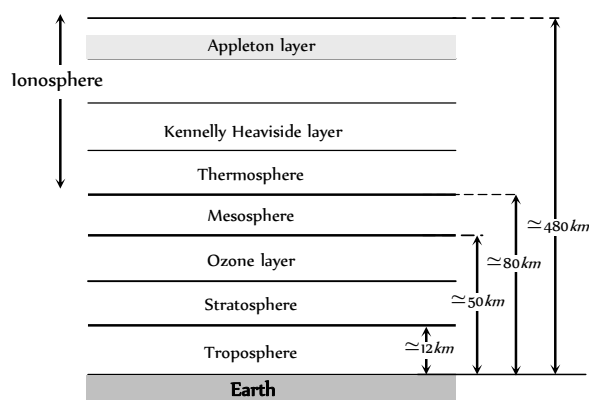 Appleton layer
Ionosphere
Kennelly Heaviside layer
Thermosphere
Mesosphere
≃480km
Ozone layer
≃80km
Stratosphere
≃50km
Troposphere
≃12km
Earth